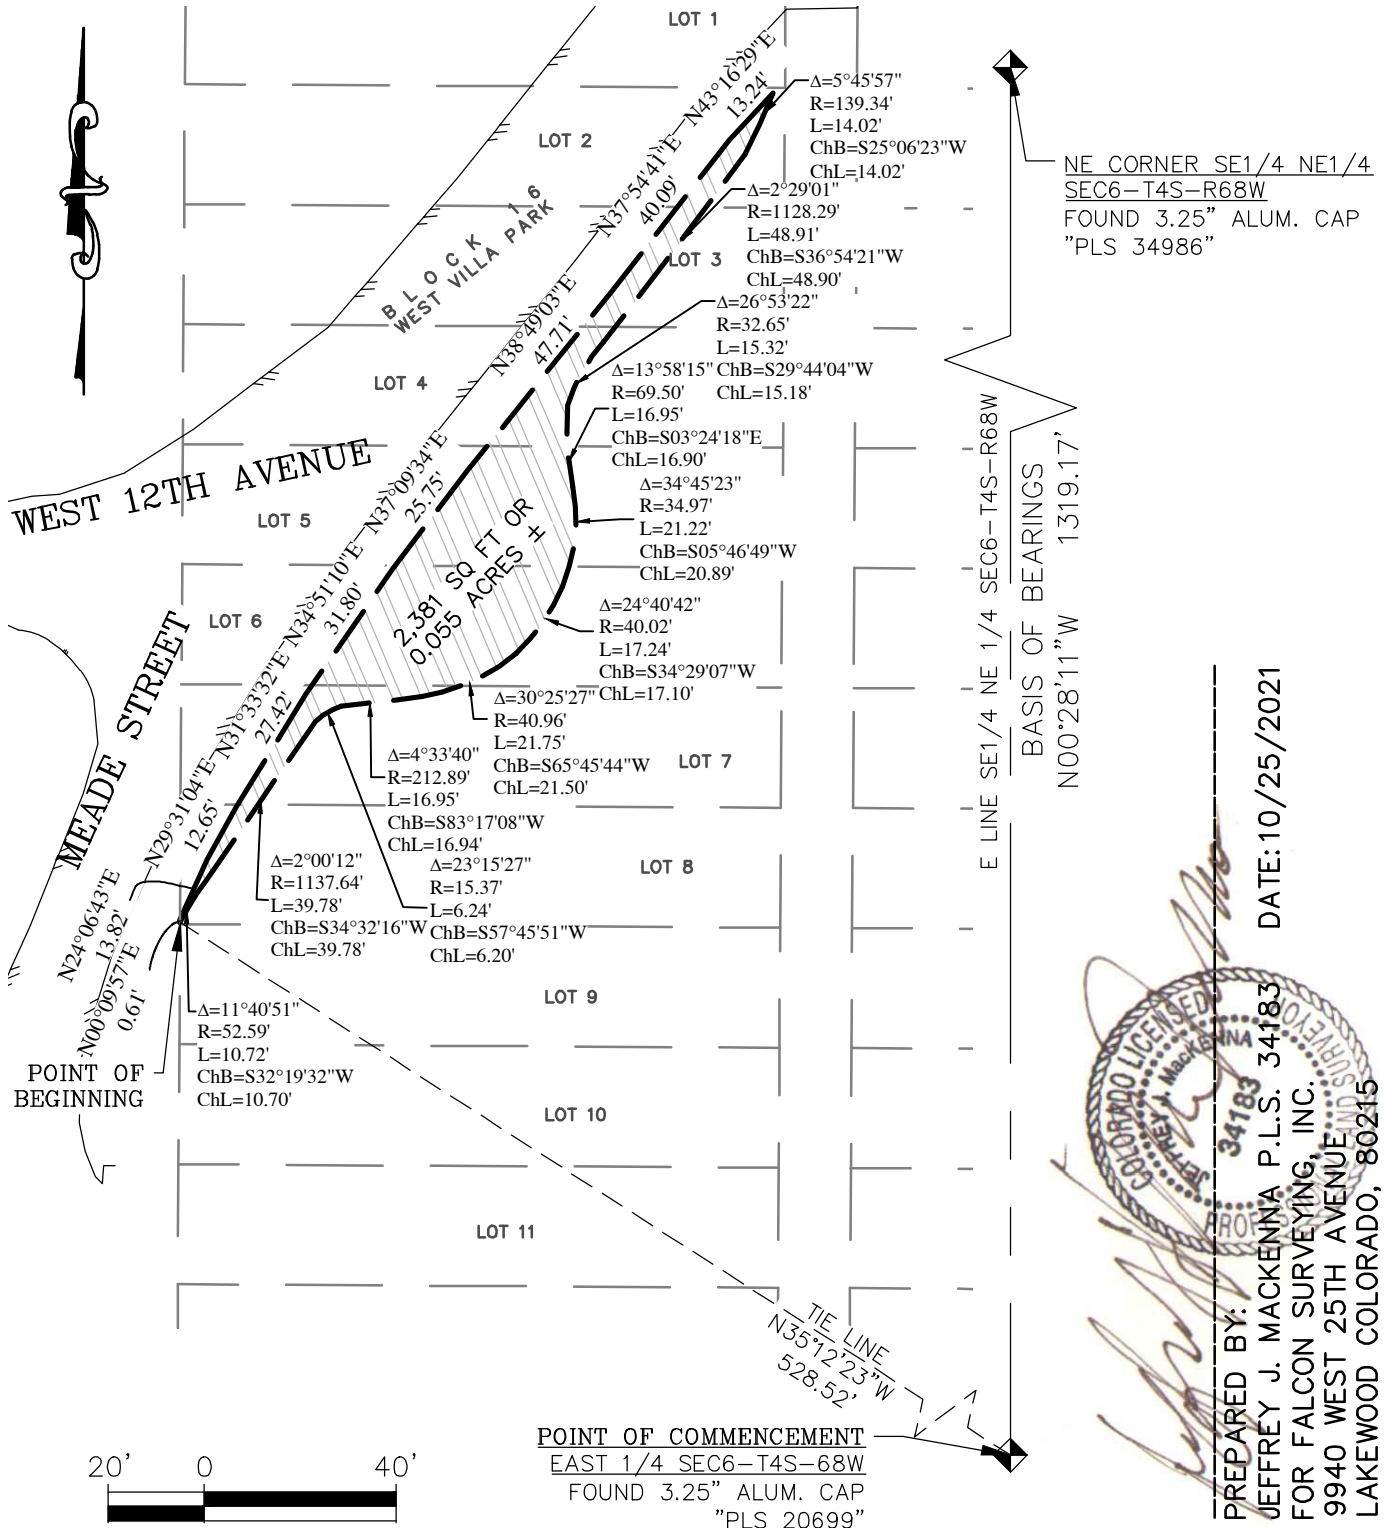 LOT 1
N43°16'29"E
13.24'
Δ=5°45'57"
R=139.34'
L=14.02'
ChB=S25°06'23"W
ChL=14.02'
LOT 2
N37°54'41"E
40.09'
NE CORNER SE1/4 NE1/4
SEC6-T4S-R68W
FOUND 3.25" ALUM. CAP
"PLS 34986"
BLOCK 16
WEST VILLA PARK
Δ=2°29'01"
R=1128.29'
L=48.91'
ChB=S36°54'21"W
ChL=48.90'
LOT 3
N38°49'03"E
47.71'
Δ=26°53'22"
R=32.65'
L=15.32'
ChB=S29°44'04"W
ChL=15.18'
LOT 4
Δ=13°58'15"
R=69.50'
L=16.95'
ChB=S03°24'18"E
ChL=16.90'
WEST 12TH AVENUE
N37°09'34"E
25.75'
LOT 5
Δ=34°45'23"
R=34.97'
L=21.22'
ChB=S05°46'49"W
ChL=20.89'
2,381 SQ FT OR
0.055 ACRES ±
E LINE SE1/4 NE 1/4 SEC6-T4S-R68W
BASIS OF BEARINGS
N00°28'11"W 1319.17'
N34°51'10"E
31.80'
LOT 6
Δ=24°40'42"
R=40.02'
L=17.24'
ChB=S34°29'07"W
ChL=17.10'
MEADE STREET
N31°33'32"E
27.42'
Δ=30°25'27"
R=40.96'
L=21.75'
ChB=S65°45'44"W
ChL=21.50'
LOT 7
Δ=4°33'40"
R=212.89'
L=16.95'
ChB=S83°17'08"W
ChL=16.94'
N29°31'04"E
12.65'
Δ=2°00'12"
R=1137.64'
L=39.78'
ChB=S34°32'16"W
ChL=39.78'
Δ=23°15'27"
R=15.37'
L=6.24'
ChB=S57°45'51"W
ChL=6.20'
LOT 8
N24°06'43"E
13.82'
N00°09'57"E
0.61'
LOT 9
Δ=11°40'51"
R=52.59'
L=10.72'
ChB=S32°19'32"W
ChL=10.70'
POINT OF
BEGINNING
LOT 10
LOT 11
TIE LINE
N35°12'23"W
528.52'
POINT OF COMMENCEMENT
EAST 1/4 SEC6-T4S-68W
FOUND 3.25" ALUM. CAP
"PLS 20699"
20' 0 40'
PREPARED BY:
JEFFREY J. MACKENNA P.L.S. 34183 DATE:10/25/2021
FOR FALCON SURVEYING, INC.
9940 WEST 25TH AVENUE
LAKEWOOD COLORADO, 80215
COLORADO LICENSED
JEFFREY J. MacKENNA
34183
PROFESSIONAL LAND SURVEYOR